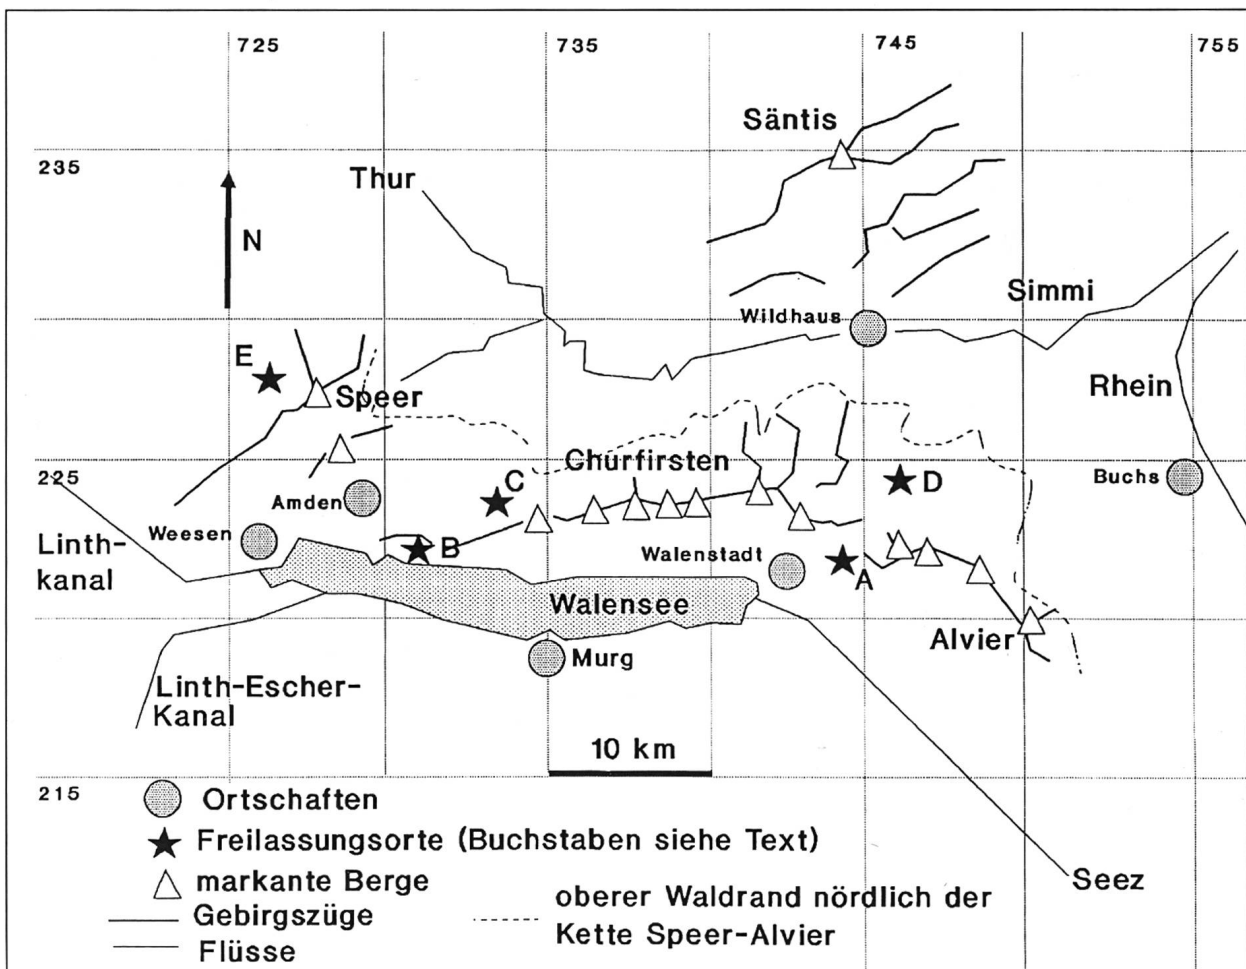 725
735
745
755
Säntis
235
Thur
N
Simmi
Wildhaus
E
Speer
Rhein
Churfirsten
225
C
D
Buchs
Amden
Weesen
B
Walenstadt
A
Linth-
kanal
Walensee
Alvier
Murg
Linth-Escher-
Kanal
10 km
215
Ortschaften
Freilassungsorte (Buchstaben siehe Text)
markante Berge
Seez
Gebirgszüge
Flüsse
oberer Waldrand nördlich der
Kette Speer-Alvier